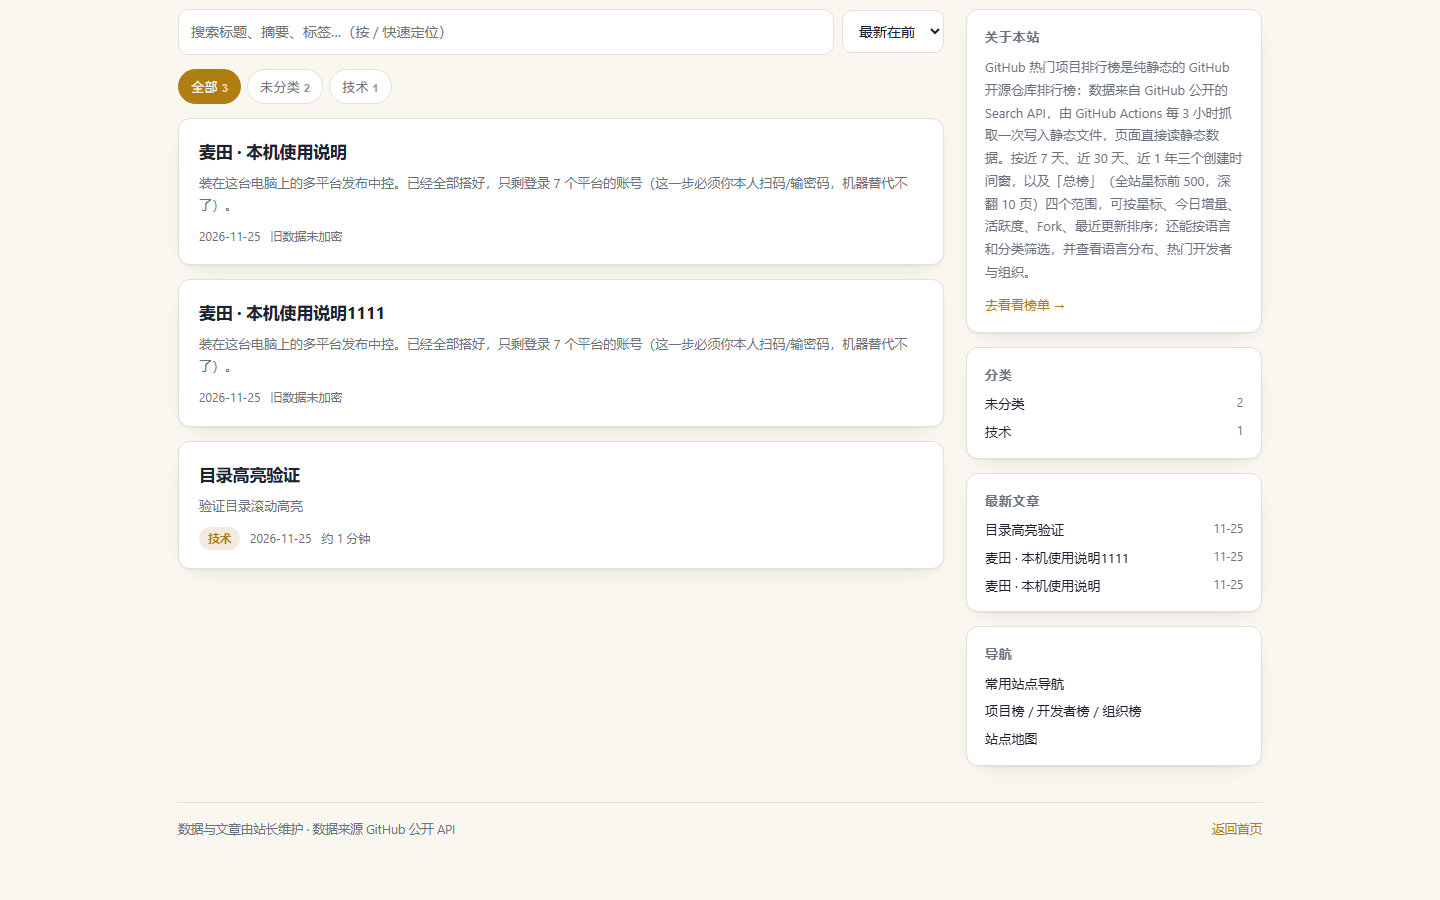 搜索标题、摘要、标签...（按 / 快速定位）
最新在前
全部 3
未分类 2
技术 1
麦田 · 本机使用说明
装在这台电脑上的多平台发布中控。已经全部搭好，只剩登录 7 个平台的账号（这一步必须你本人扫码/输密码，机器替代不
了）。
2026-11-25 旧数据未加密
麦田 · 本机使用说明1111
装在这台电脑上的多平台发布中控。已经全部搭好，只剩登录 7 个平台的账号（这一步必须你本人扫码/输密码，机器替代不
了）。
2026-11-25 旧数据未加密
目录高亮验证
验证目录滚动高亮
技术 2026-11-25 约 1 分钟
关于本站
GitHub 热门项目排行榜是纯静态的 GitHub
开源仓库排行榜：数据来自 GitHub 公开的
Search API，由 GitHub Actions 每 3 小时抓
取一次写入静态文件，页面直接读静态数
据。按近 7 天、近 30 天、近 1 年三个创建时
间窗，以及「总榜」（全站星标前 500，深
翻 10 页）四个范围，可按星标、今日增量、
活跃度、Fork、最近更新排序；还能按语言
和分类筛选，并查看语言分布、热门开发者
与组织。
去看看榜单 →
分类
未分类 2
技术 1
最新文章
目录高亮验证 11-25
麦田 · 本机使用说明1111 11-25
麦田 · 本机使用说明 11-25
导航
常用站点导航
项目榜 / 开发者榜 / 组织榜
站点地图
数据与文章由站长维护 · 数据来源 GitHub 公开 API
返回首页